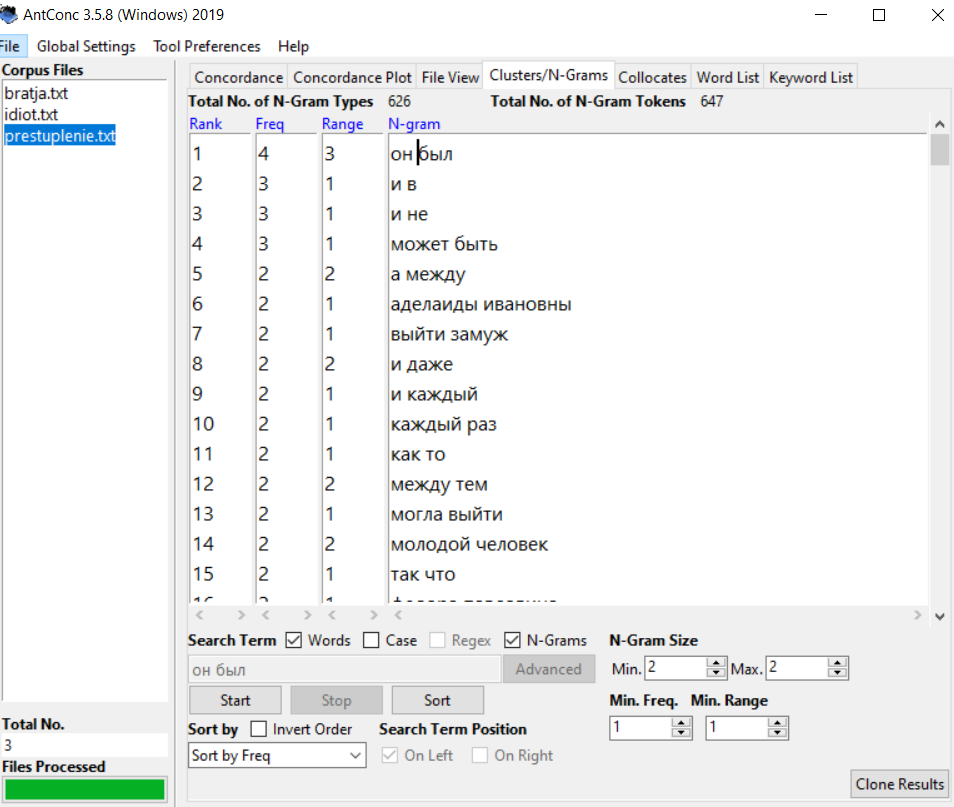 AntConc 3.5.8 (Windows) 2019
File Global Settings Tool Preferences Help
Corpus Files
bratja.txt
idiot.txt
prestuplenie.txt
Total No.
3
Files Processed
Concordance Concordance Plot File View Clusters/N-Grams Collocates Word List Keyword List
Total No. of N-Gram Types 626 Total No. of N-Gram Tokens 647
Rank Freq Range N-gram
1 4 3 он был
2 3 1 и в
3 3 1 и не
4 3 1 может быть
5 2 2 а между
6 2 1 аделаиды ивановны
7 2 1 выйти замуж
8 2 2 и даже
9 2 1 и каждый
10 2 1 каждый раз
11 2 1 как то
12 2 2 между тем
13 2 1 могла выйти
14 2 2 молодой человек
15 2 1 так что
Search Term Words Case Regex N-Grams N-Gram Size
он был Advanced Min. 2 Max. 2
Start Stop Sort Min. Freq. Min. Range
1 1
Sort by Invert Order Search Term Position
Sort by Freq On Left On Right
Clone Results